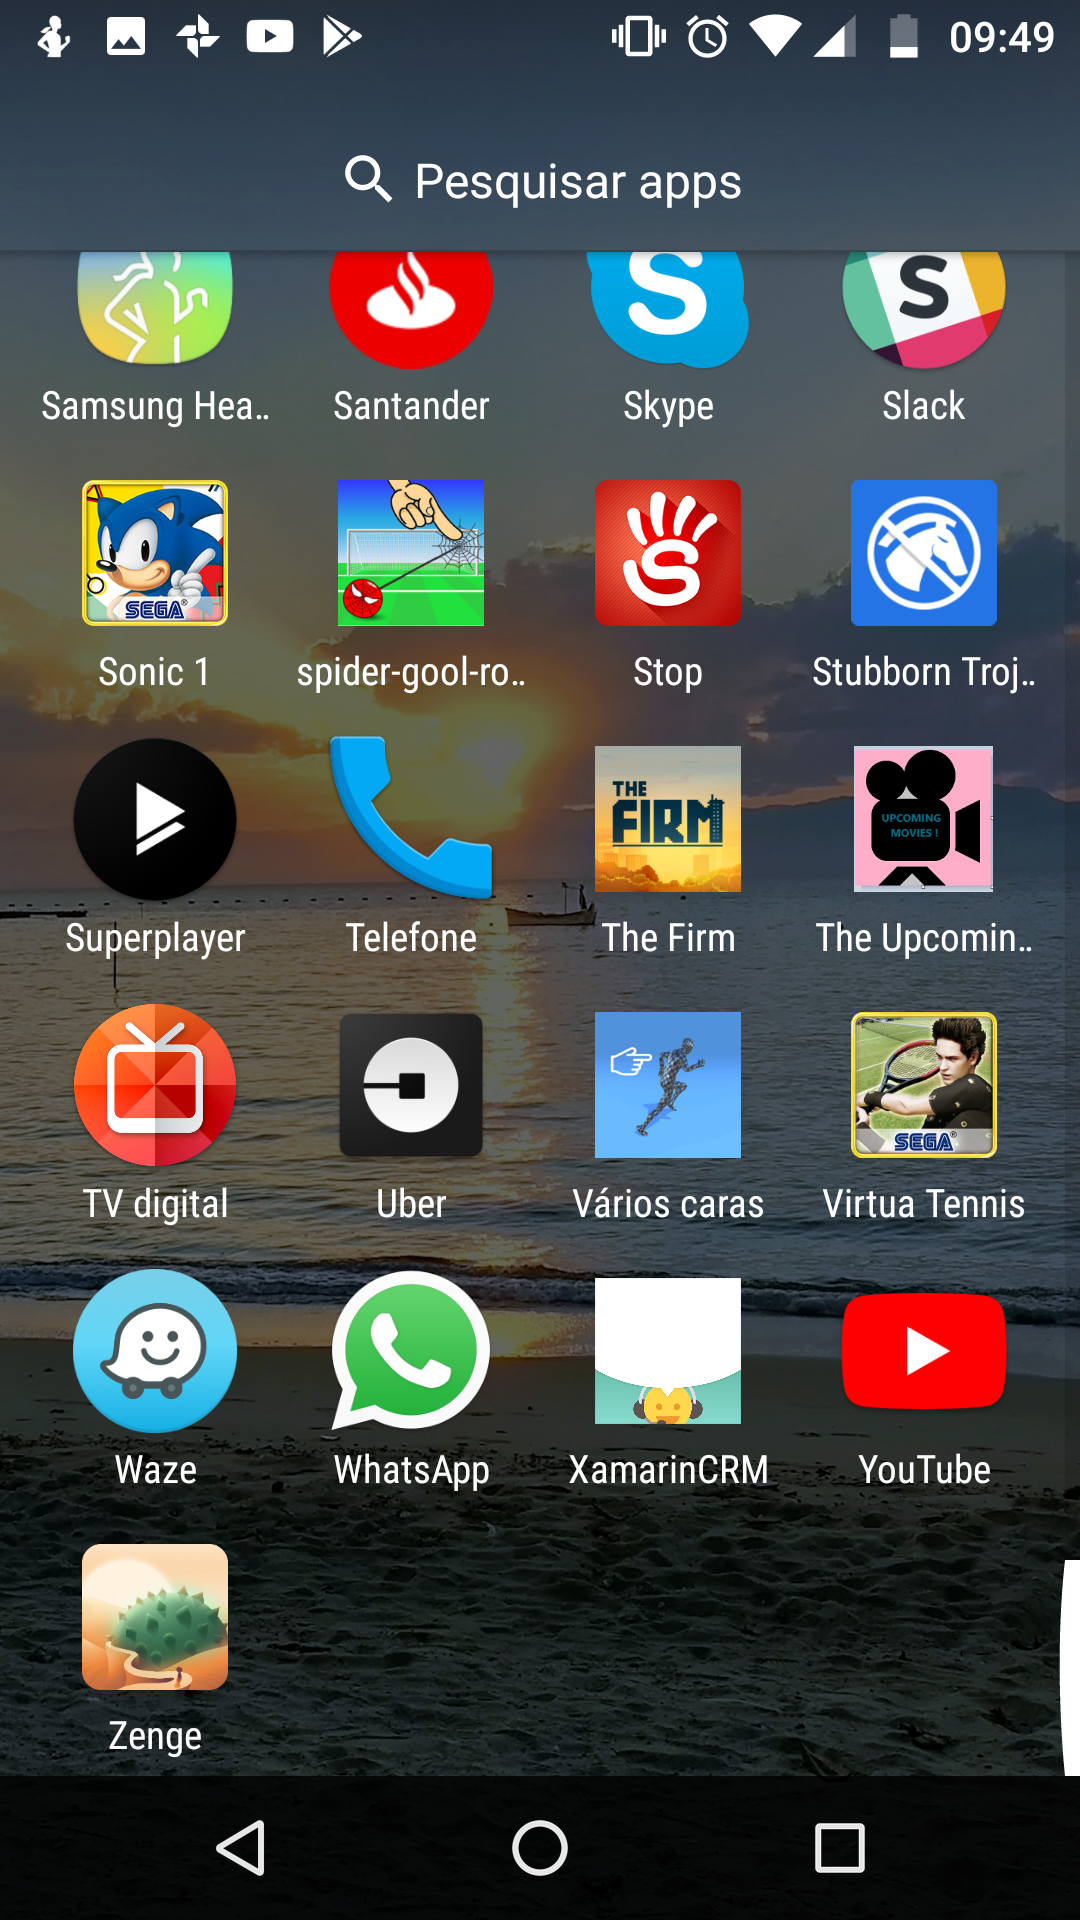 09:49
Pesquisar apps
S S
Samsung Hea.. Santander Skype Slack
SEGA S
Sonic 1 spider-gool-ro.. Stop Stubborn Troj..
THE FIRM
UPCOMING
MOVIES !
Superplayer Telefone The Firm The Upcomin..
SEGA
TV digital Uber Vários caras Virtua Tennis
Waze WhatsApp XamarinCRM YouTube
Zenge